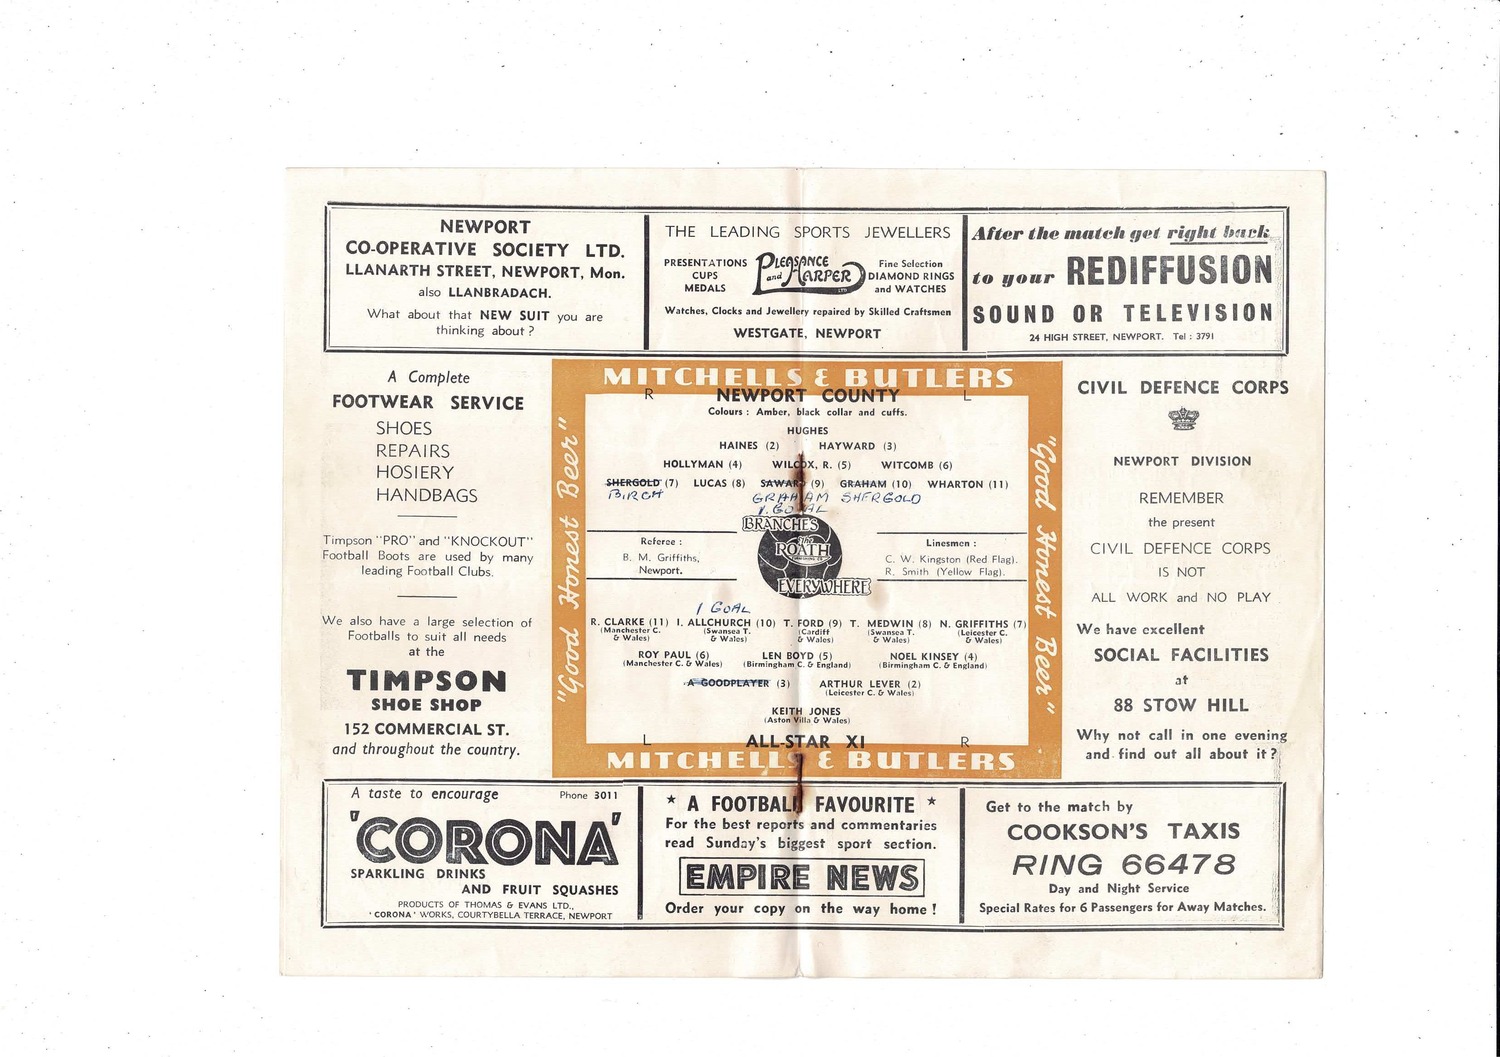 NEWPORT
CO-OPERATIVE SOCIETY LTD.
LLANARTH STREET, NEWPORT, Mon.
also LLANBRADACH.
What about that NEW SUIT you are
thinking about ?
THE LEADING SPORTS JEWELLERS
PRESENTATIONS
CUPS
MEDALS
PLEASANCE
and HARPER
LTD
Fine Selection
DIAMOND RINGS
and WATCHES
Watches, Clocks and Jewellery repaired by Skilled Craftsmen
WESTGATE, NEWPORT
After the match get right back
to your REDIFFUSION
SOUND OR TELEVISION
24 HIGH STREET, NEWPORT. Tel : 3791
A Complete
FOOTWEAR SERVICE
SHOES
REPAIRS
HOSIERY
HANDBAGS
Timpson "PRO" and "KNOCKOUT"
Football Boots are used by many
leading Football Clubs.
We also have a large selection of
Footballs to suit all needs
at the
TIMPSON
SHOE SHOP
152 COMMERCIAL ST.
and throughout the country.
MITCHELLS & BUTLERS
"Good Honest Beer"
R NEWPORT COUNTY L
Colours : Amber, black collar and cuffs.
HUGHES
HAINES (2) HAYWARD (3)
HOLLYMAN (4) WILCOX, R. (5) WITCOMB (6)
SHERGOLD (7) LUCAS (8) SAWARD (9) GRAHAM (10) WHARTON (11)
BIRCH GRAHAM SHERGOLD
1. GOAL
BRANCHES
The
ROATH
EVERYWHERE
Referee :
B. M. Griffiths,
Newport.
Linesmen :
C. W. Kingston (Red Flag).
R. Smith (Yellow Flag).
1 GOAL
R. CLARKE (11) I. ALLCHURCH (10) T. FORD (9) T. MEDWIN (8) N. GRIFFITHS (7)
(Manchester C. & Wales) (Swansea T. & Wales) (Cardiff & Wales) (Swansea T. & Wales) (Leicester C. & Wales)
ROY PAUL (6) LEN BOYD (5) NOEL KINSEY (4)
(Manchester C. & Wales) (Birmingham C. & England) (Birmingham C. & England)
A GOODPLAYER (3) ARTHUR LEVER (2)
(Leicester C. & Wales)
KEITH JONES
(Aston Villa & Wales)
L ALL-STAR XI R
MITCHELLS & BUTLERS
"Good Honest Beer"
CIVIL DEFENCE CORPS
NEWPORT DIVISION
REMEMBER
the present
CIVIL DEFENCE CORPS
IS NOT
ALL WORK and NO PLAY
We have excellent
SOCIAL FACILITIES
at
88 STOW HILL
Why not call in one evening
and find out all about it ?
A taste to encourage Phone 3011
'CORONA'
SPARKLING DRINKS
AND FRUIT SQUASHES
PRODUCTS OF THOMAS & EVANS LTD.,
'CORONA' WORKS, COURTYBELLA TERRACE, NEWPORT
* A FOOTBALL FAVOURITE *
For the best reports and commentaries
read Sunday's biggest sport section.
EMPIRE NEWS
Order your copy on the way home !
Get to the match by
COOKSON'S TAXIS
RING 66478
Day and Night Service
Special Rates for 6 Passengers for Away Matches.